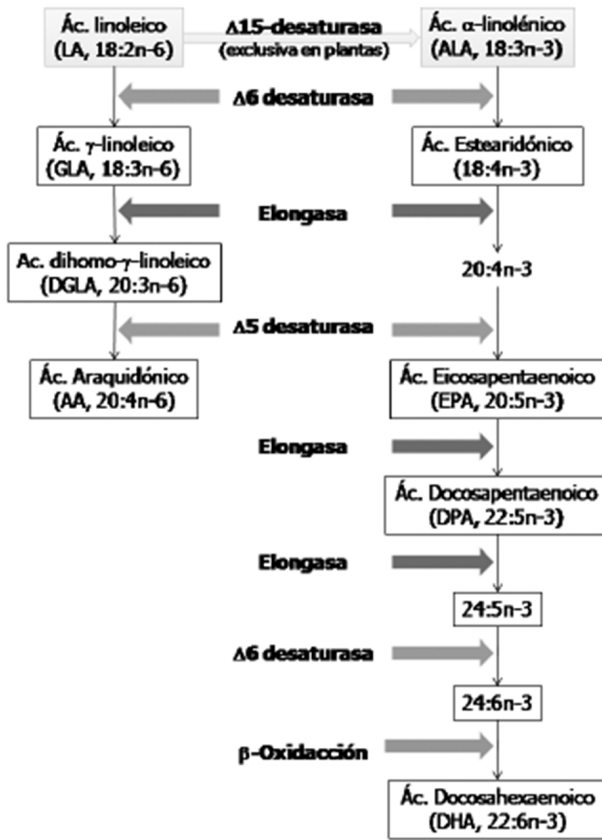 Ác. linoleico
(LA, 18:2n-6)
Δ15-desaturasa
(exclusiva en plantas)
Ác. α-linolénico
(ALA, 18:3n-3)
Δ6 desaturasa
Ác. γ-linoleico
(GLA, 18:3n-6)
Ác. Estearidónico
(18:4n-3)
Elongasa
Ac. dihomo-γ-linoleico
(DGLA, 20:3n-6)
20:4n-3
Δ5 desaturasa
Ác. Araquidónico
(AA, 20:4n-6)
Ác. Eicosapentaenoico
(EPA, 20:5n-3)
Elongasa
Ác. Docosapentaenoico
(DPA, 22:5n-3)
Elongasa
24:5n-3
Δ6 desaturasa
24:6n-3
β-Oxidacción
Ác. Docosahexaenoico
(DHA, 22:6n-3)